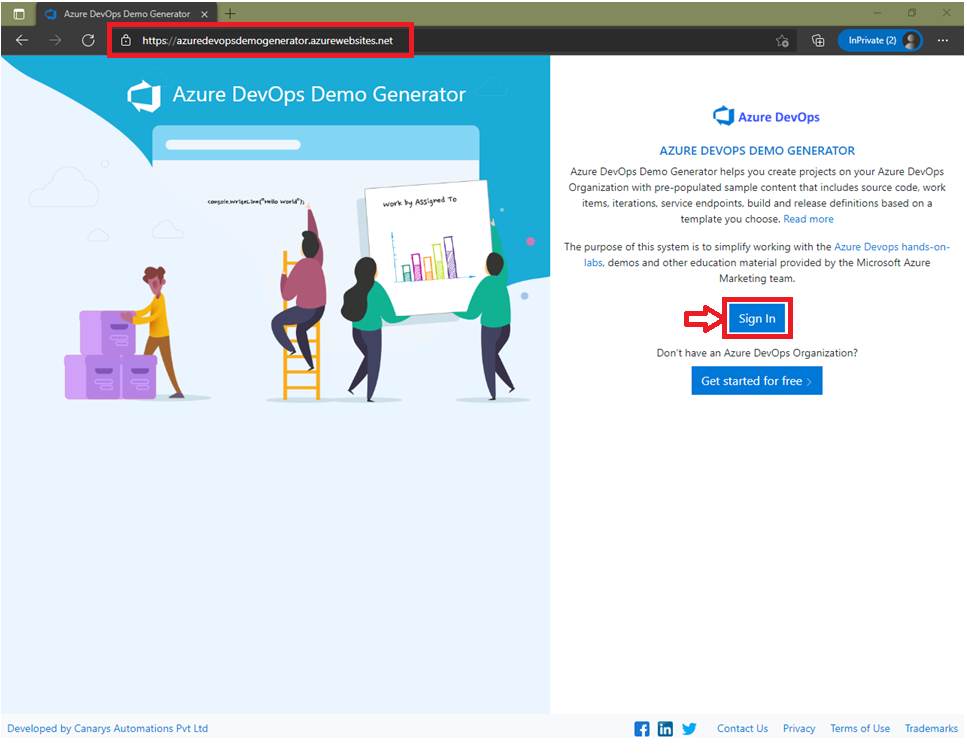 Azure DevOps Demo Generator
https://azuredevopsdemogenerator.azurewebsites.net
InPrivate (2)
Azure DevOps Demo Generator
console.WriteLine("Hello World");
Work by Assigned To
Azure DevOps
AZURE DEVOPS DEMO GENERATOR
Azure DevOps Demo Generator helps you create projects on your Azure DevOps
Organization with pre-populated sample content that includes source code, work
items, iterations, service endpoints, build and release definitions based on a
template you choose. Read more
The purpose of this system is to simplify working with the Azure Devops hands-on-
labs, demos and other education material provided by the Microsoft Azure
Marketing team.
Sign In
Don't have an Azure DevOps Organization?
Get started for free >
Developed by Canarys Automations Pvt Ltd
Contact Us Privacy Terms of Use Trademarks